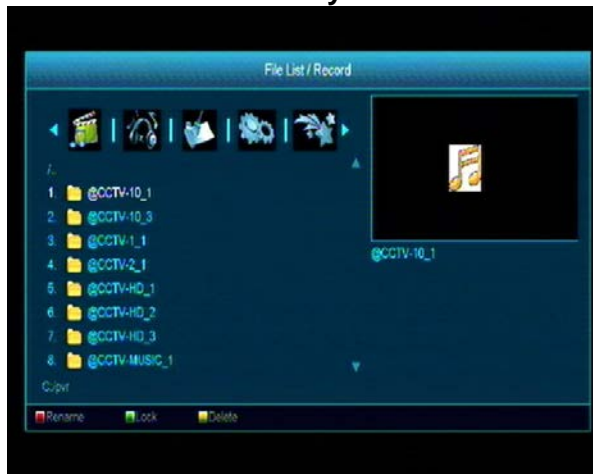 File List / Record
/..
1. @CCTV-10_1
2. @CCTV-10_3
3. @CCTV-1_1
4. @CCTV-2_1
5. @CCTV-HD_1
6. @CCTV-HD_2
7. @CCTV-HD_3
8. @CCTV-MUSIC_1
@CCTV-10_1
C:/pvr
Rename Lock Delete